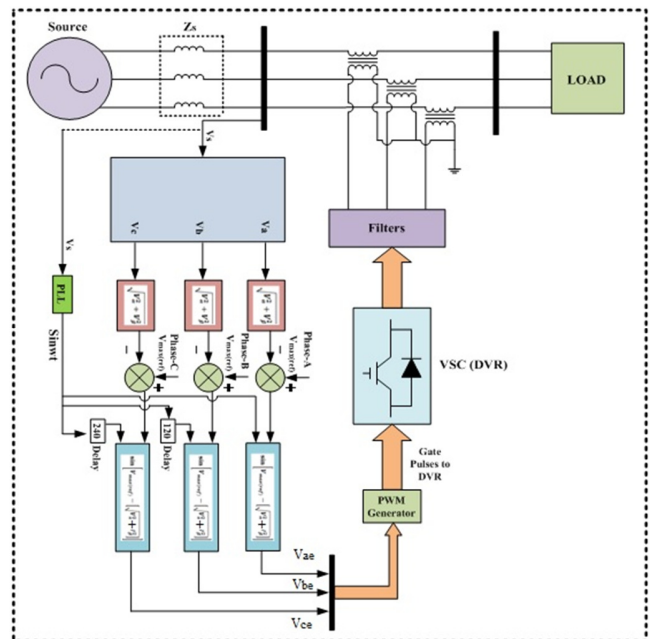 Source
Zs
LOAD
Vs
Vs
Vc
Vb
Va
Filters
PLL
Sinwt
Phase-C
Vmax(ref)
Phase-B
Vmax(ref)
Phase-A
Vmax(ref)
−
+
−
+
−
+
VSC (DVR)
240
Delay
120
Delay
Gate
Pulses to
DVR
PWM
Generator
Vae
Vbe
Vce